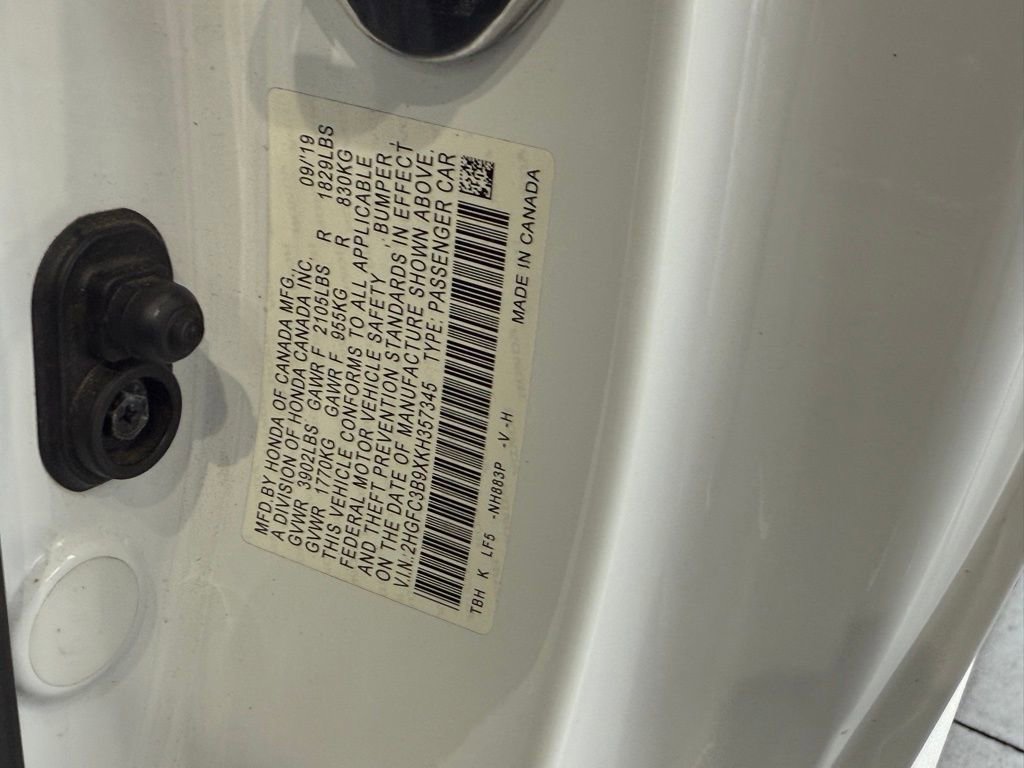 MFD.BY HONDA OF CANADA MFG., 09/'19
A DIVISION OF HONDA CANADA INC.
GVWR 3902LBS GAWR F 2105LBS R 1829LBS
GVWR 1770KG GAWR F 955KG R 830KG
THIS VEHICLE CONFORMS TO ALL APPLICABLE
FEDERAL MOTOR VEHICLE SAFETY , BUMPER ,
AND THEFT PREVENTION STANDARDS IN EFFECT
ON THE DATE OF MANUFACTURE SHOWN ABOVE.
V.I.N.:2HGFC3B9XKH357345 TYPE: PASSENGER CAR
TBH K LF5 -NH883P -V -H MADE IN CANADA